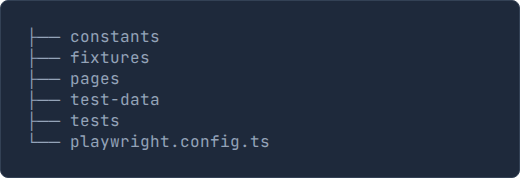 ├── constants
├── fixtures
├── pages
├── test-data
├── tests
└── playwright.config.ts